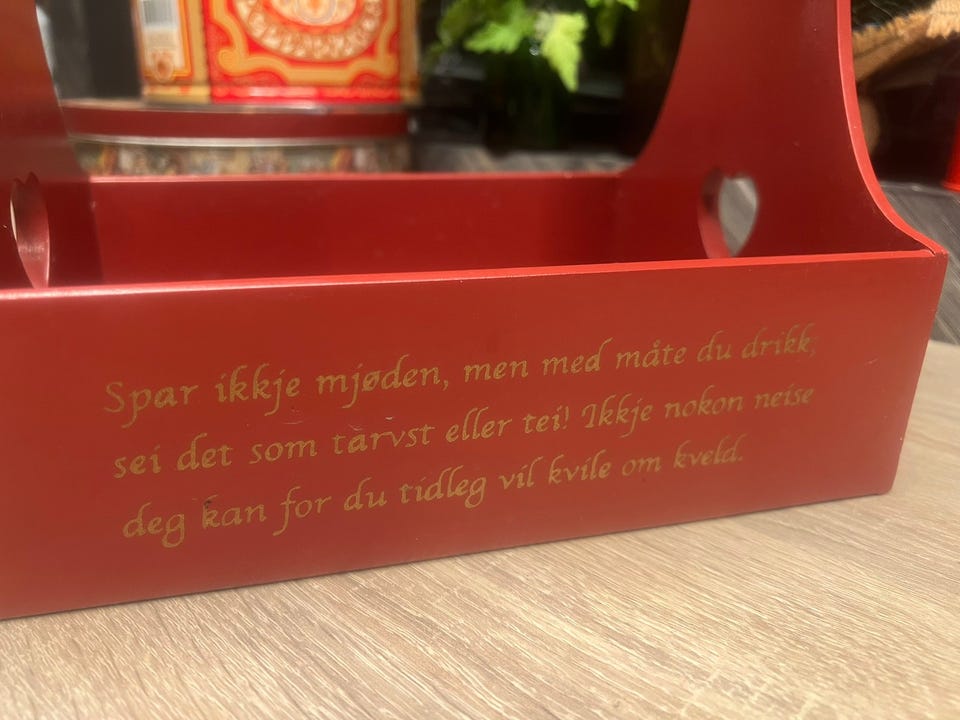 Spar ikkje mjøden, men med måte du drikk;
sei det som tarvst eller tei! Ikkje nokon neise
deg kan for du tidleg vil kvile om kveld.